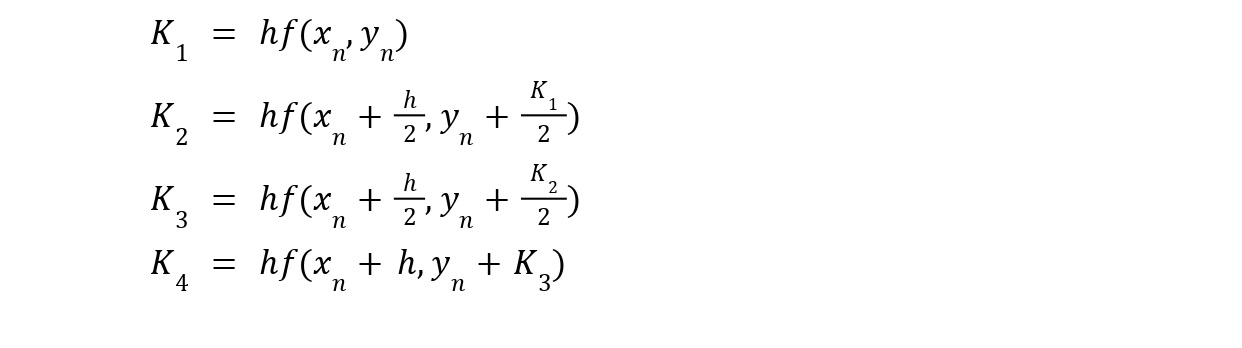 K₁ = hf(xₙ, yₙ)
K₂ = hf(xₙ + h/2, yₙ + K₁/2)
K₃ = hf(xₙ + h/2, yₙ + K₂/2)
K₄ = hf(xₙ + h, yₙ + K₃)